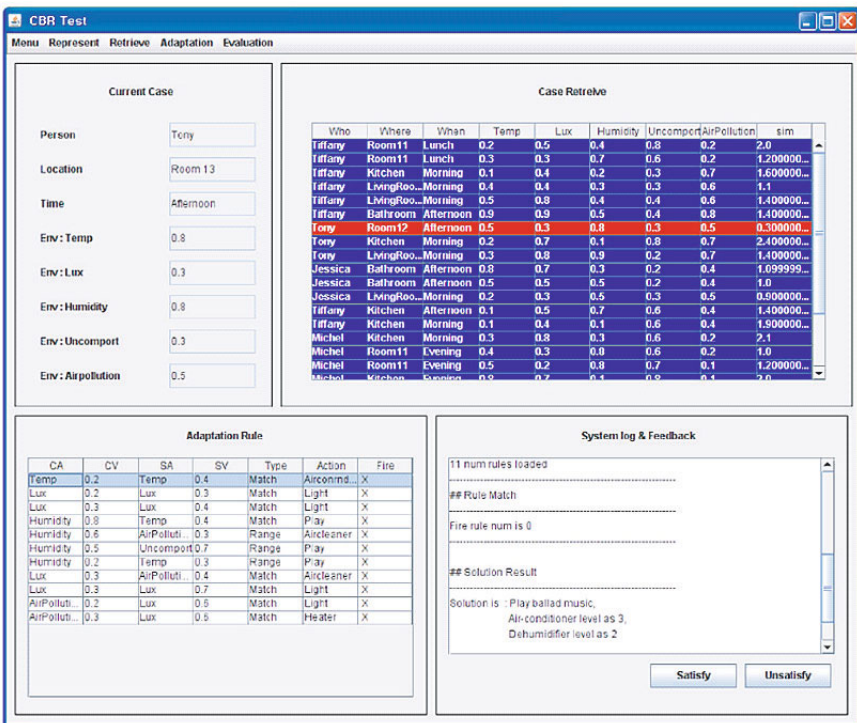 CBR Test
Menu Represent Retrieve Adaptation Evaluation
Current Case
Person Tony
Location Room 13
Time Afternoon
Env : Temp 0.8
Env : Lux 0.3
Env : Humidity 0.8
Env : Uncomport 0.3
Env : Airpollution 0.5
Case Retreive
Who Where When Temp Lux Humidity Uncomport AirPollution sim
Tiffany Room11 Lunch 0.2 0.5 0.4 0.8 0.2 2.0
Tiffany Room11 Lunch 0.3 0.3 0.7 0.6 0.2 1.200000...
Tiffany Kitchen Morning 0.1 0.4 0.2 0.3 0.7 1.600000...
Tiffany LivingRoo... Morning 0.4 0.4 0.3 0.3 0.6 1.1
Tiffany LivingRoo... Morning 0.5 0.8 0.4 0.4 0.6 1.400000...
Tiffany Bathroom Afternoon 0.9 0.9 0.5 0.4 0.8 1.400000...
Tony Room12 Afternoon 0.5 0.3 0.8 0.3 0.5 0.300000...
Tony Kitchen Morning 0.2 0.7 0.1 0.8 0.7 2.400000...
Tony LivingRoo... Morning 0.3 0.8 0.9 0.2 0.7 1.400000...
Jessica Bathroom Afternoon 0.8 0.7 0.3 0.2 0.4 1.099999...
Jessica Bathroom Afternoon 0.5 0.5 0.5 0.2 0.4 1.0
Jessica LivingRoo... Morning 0.2 0.3 0.5 0.3 0.5 0.900000...
Tiffany Kitchen Afternoon 0.1 0.5 0.7 0.6 0.4 1.400000...
Tiffany Kitchen Morning 0.1 0.4 0.1 0.6 0.4 1.900000...
Michel Room11 Morning 0.3 0.8 0.3 0.6 0.2 2.1
Michel Room11 Evening 0.4 0.3 0.8 0.6 0.2 1.0
Michel Room11 Evening 0.5 0.2 0.8 0.7 0.1 1.200000...
Michel Kitchen Evening
Adaptation Rule
CA CV SA SV Type Action Fire
Temp 0.2 Temp 0.4 Match Airconrnd... X
Lux 0.2 Lux 0.3 Match Light X
Lux 0.3 Lux 0.4 Match Light X
Humidity 0.8 Temp 0.4 Match Play X
Humidity 0.6 AirPolluti... 0.3 Range Aircleaner X
Humidity 0.5 Uncomport 0.7 Range Play X
Humidity 0.2 Temp 0.3 Range Play X
Lux 0.3 AirPolluti... 0.4 Match Aircleaner X
Lux 0.3 Lux 0.7 Match Light X
AirPolluti... 0.2 Lux 0.6 Match Light X
AirPolluti... 0.3 Lux 0.6 Match Heater X
System log & Feedback
11 num rules loaded
## Rule Match
Fire rule num is 0
## Solution Result
Solution is : Play ballad music,
Air-conditioner level as 3,
Dehumidifier level as 2
Satisfy Unsatisfy